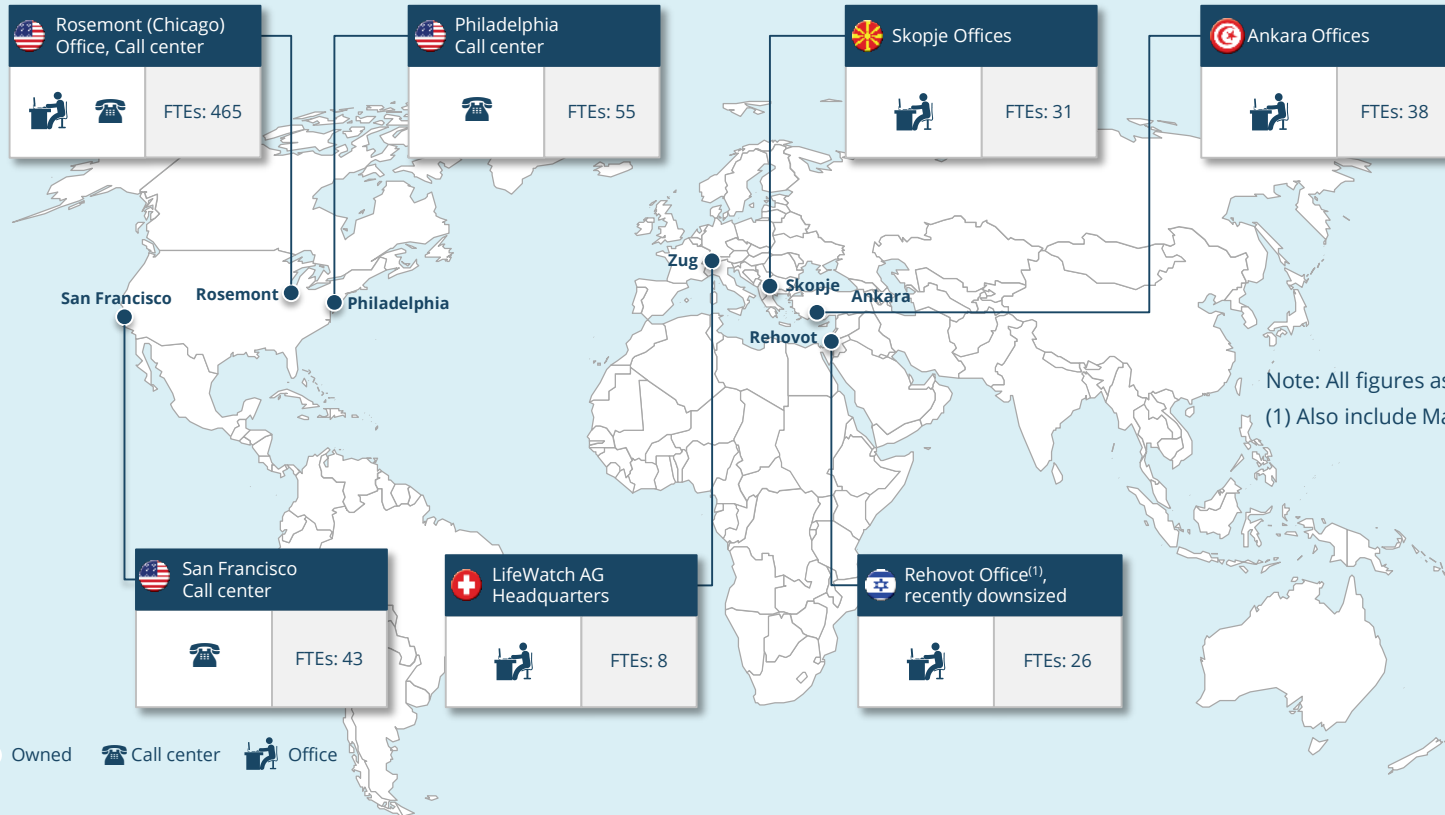 Rosemont (Chicago)
Office, Call center
FTEs: 465
Philadelphia
Call center
FTEs: 55
Skopje Offices
FTEs: 31
Ankara Offices
FTEs: 38
Zug
San Francisco
Rosemont
Philadelphia
Skopje
Ankara
Rehovot
Note: All figures as
(1) Also include Ma
San Francisco
Call center
FTEs: 43
LifeWatch AG
Headquarters
FTEs: 8
Rehovot Office(1),
recently downsized
FTEs: 26
Owned
Call center
Office